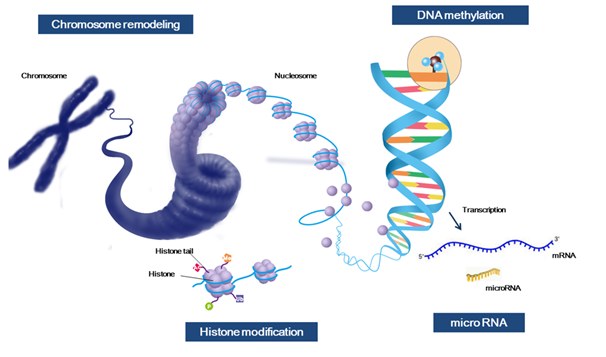 Chromosome remodeling
DNA methylation
Chromosome
Nucleosome
Transcription
3'
5'
mRNA
microRNA
Histone tail
Histone
P
micro RNA
Histone modification